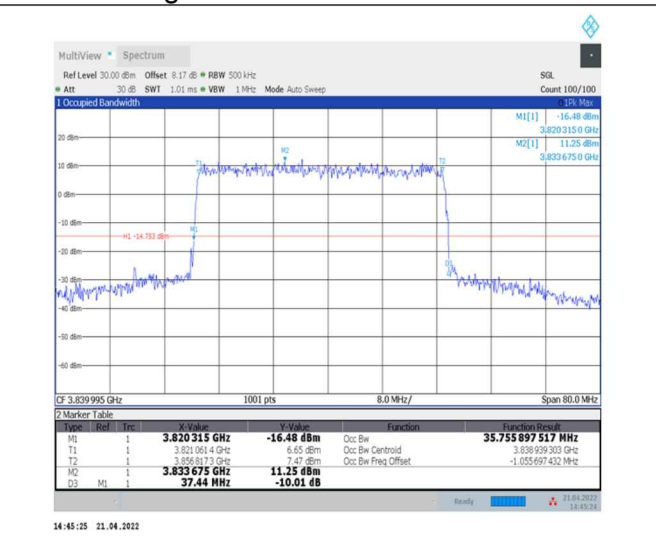 MultiView Spectrum
Ref Level 30.00 dBm Offset 8.17 dB RBW 500 kHz SGL
Att 30 dB SWT 1.01 ms VBW 1 MHz Mode Auto Sweep Count 100/100
1 Occupied Bandwidth 1Pk Max
M1[1] -16.48 dBm
3.820 315 0 GHz
M2[1] 11.25 dBm
3.833 675 0 GHz
20 dBm
M2
T1
T2
10 dBm
0 dBm
-10 dBm
M1
H1 -14.753 dBm
-20 dBm
D3
-30 dBm
-40 dBm
-50 dBm
-60 dBm
CF 3.839 995 GHz 1001 pts 8.0 MHz/ Span 80.0 MHz
2 Marker Table
Type Ref Trc X-Value Y-Value Function Function Result
M1 1 3.820 315 GHz -16.48 dBm Occ Bw 35.755 897 517 MHz
T1 1 3.821 061 4 GHz 6.65 dBm Occ Bw Centroid 3.838 939 303 GHz
T2 1 3.856 817 3 GHz 7.47 dBm Occ Bw Freq Offset -1.055 697 432 MHz
M2 1 3.833 675 GHz 11.25 dBm
D3 M1 1 37.44 MHz -10.01 dB
Ready 21.04.2022
14:45:24
14:45:25 21.04.2022